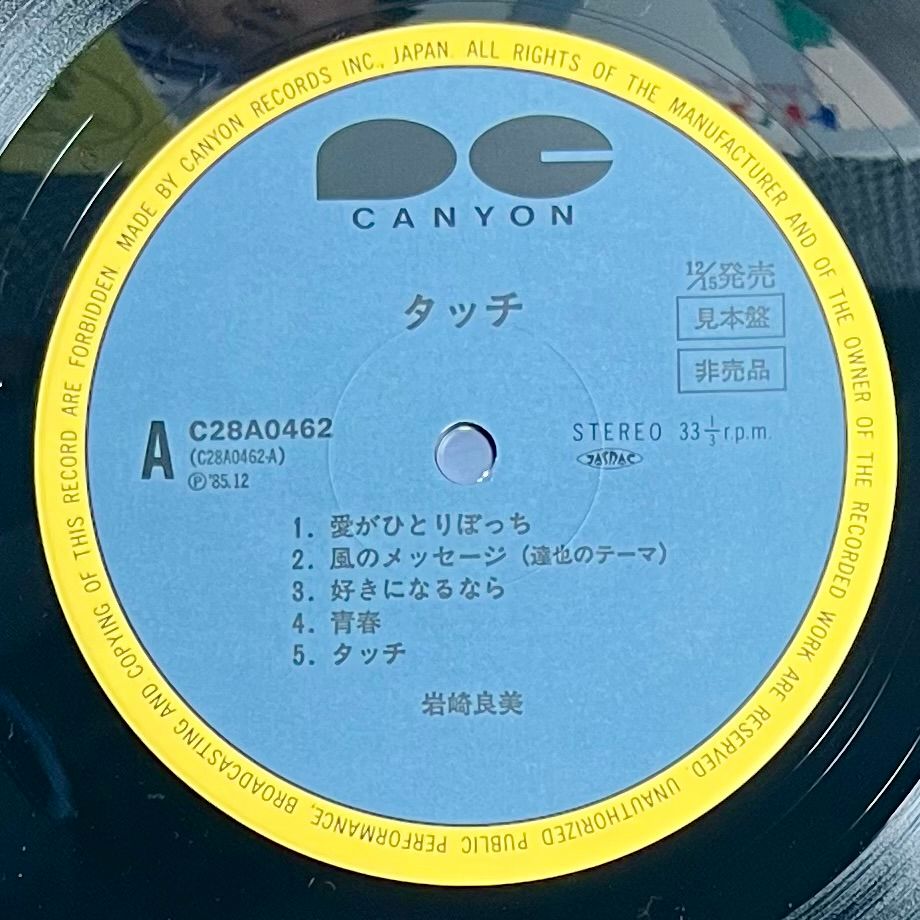 MADE BY CANYON RECORDS INC., JAPAN. ALL RIGHTS OF THE MANUFACTURER AND OF THE OWNER OF THE RECORDED WORK ARE RESERVED. UNAUTHORIZED PUBLIC PERFORMANCE, BROADCASTING AND COPYING OF THIS RECORD ARE FORBIDDEN
CANYON
12/15発売
タッチ
見本盤
非売品
A C28A0462
(C28A0462-A)
Ⓟ'85.12
STEREO 33 1/3 r.p.m.
JASRAC
1. 愛がひとりぼっち
2. 風のメッセージ (達也のテーマ)
3. 好きになるなら
4. 青春
5. タッチ
岩崎良美